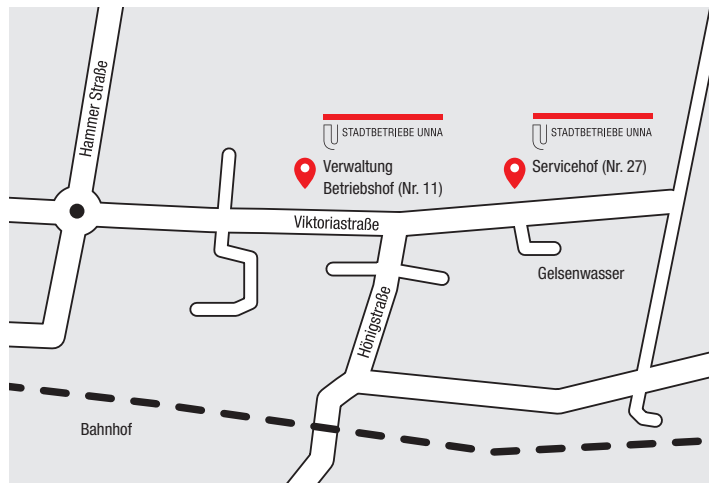 Hammer Straße
STADTBETRIEBE UNNA
Verwaltung
Betriebshof (Nr. 11)
STADTBETRIEBE UNNA
Servicehof (Nr. 27)
Viktoriastraße
Gelsenwasser
Hönigstraße
Bahnhof